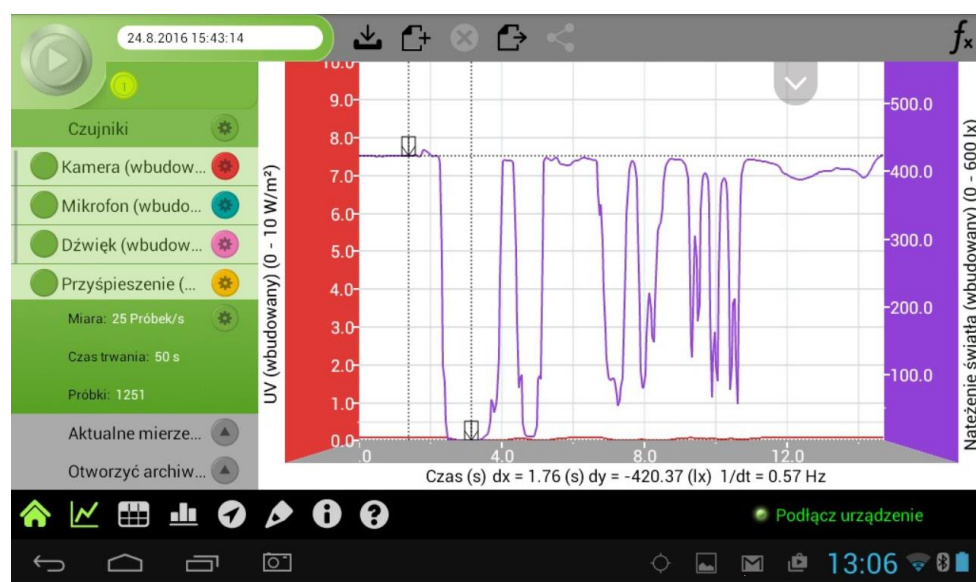 24.8.2016 15:43:14
fx
1
Czujniki
Kamera (wbudow...
Mikrofon (wbudo...
Dźwięk (wbudow...
Przyśpieszenie (...
Miara: 25 Próbek/s
Czas trwania: 50 s
Próbki: 1251
Aktualne mierze...
Otworzyć archiw...
UV (wbudowany) (0 - 10 W/m²)
10.0
9.0
8.0
7.0
6.0
5.0
4.0
3.0
2.0
1.0
0.0
.0
4.0
8.0
12.0
500.0
400.0
300.0
200.0
100.0
Natężenie światła (wbudowany) (0 - 600 lx)
Czas (s) dx = 1.76 (s) dy = -420.37 (lx) 1/dt = 0.57 Hz
Podłącz urządzenie
13:06